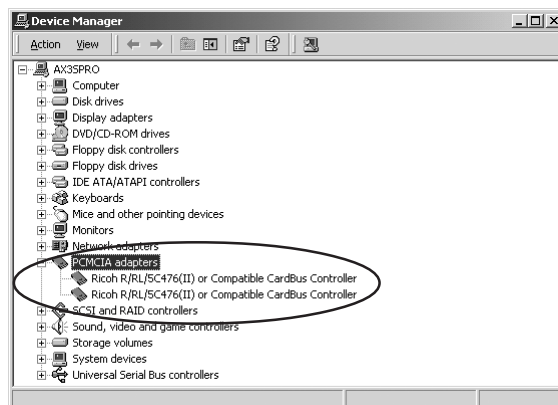 Device Manager
Action View
AX3SPRO
Computer
Disk drives
Display adapters
DVD/CD-ROM drives
Floppy disk controllers
Floppy disk drives
IDE ATA/ATAPI controllers
Keyboards
Mice and other pointing devices
Monitors
Network adapters
PCMCIA adapters
Ricoh R/RL/5C476(II) or Compatible CardBus Controller
Ricoh R/RL/5C476(II) or Compatible CardBus Controller
SCSI and RAID controllers
Sound, video and game controllers
Storage volumes
System devices
Universal Serial Bus controllers